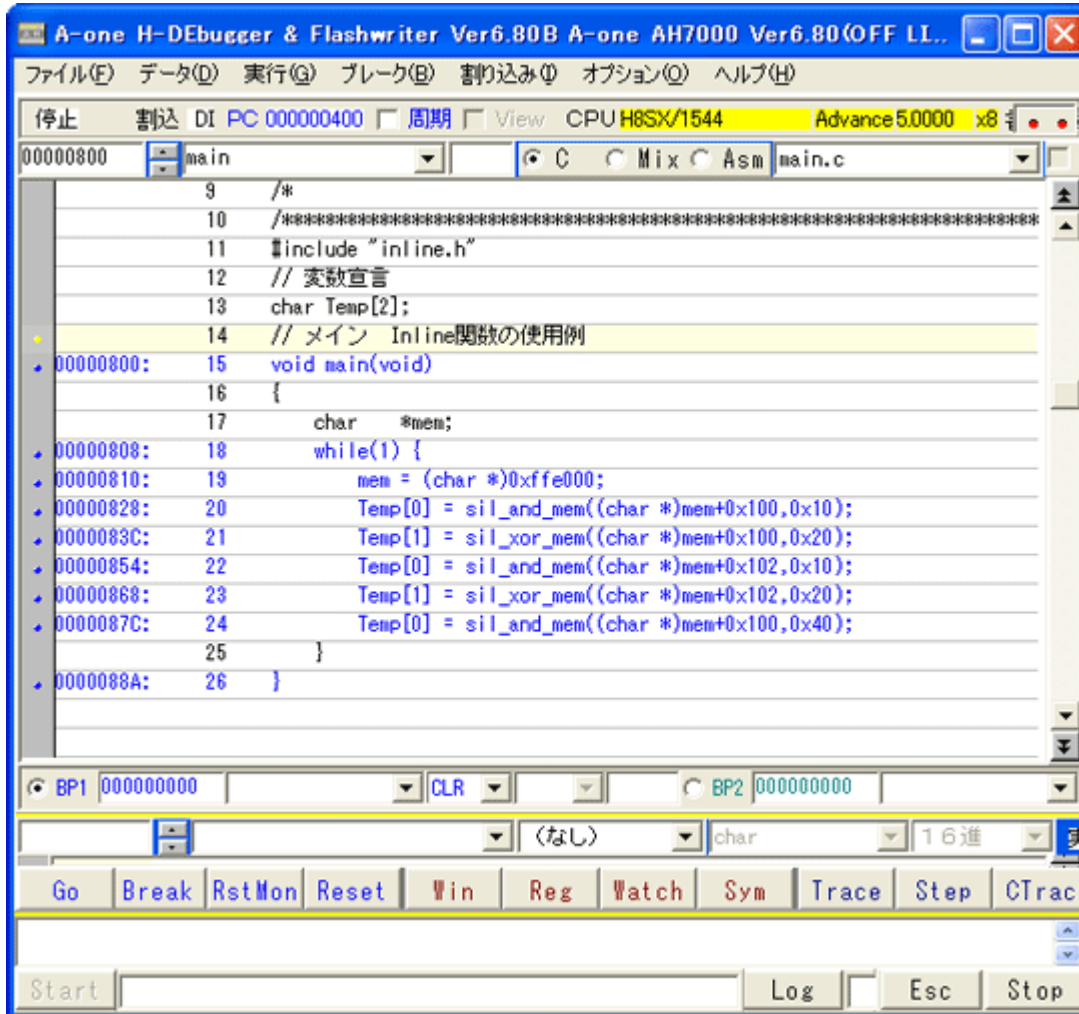 A-one H-DEbugger & Flashwriter Ver6.80B A-one AH7000 Ver6.80(OFF LI..
ファイル(F) データ(D) 実行(G) ブレーク(B) 割り込み(I) オプション(O) ヘルプ(H)
停止 割込 DI PC 000000400 周期 View CPU H8SX/1544 Advance 5.0000 x8
00000800 main C Mix Asm main.c
9 /*
10 /**********************************************************************
11 #include "inline.h"
12 // 変数宣言
13 char Temp[2];
14 // メイン Inline関数の使用例
00000800: 15 void main(void)
16 {
17 char *mem;
00000808: 18 while(1) {
00000810: 19 mem = (char *)0xffe000;
00000828: 20 Temp[0] = sil_and_mem((char *)mem+0x100,0x10);
0000083C: 21 Temp[1] = sil_xor_mem((char *)mem+0x100,0x20);
00000854: 22 Temp[0] = sil_and_mem((char *)mem+0x102,0x10);
00000868: 23 Temp[1] = sil_xor_mem((char *)mem+0x102,0x20);
0000087C: 24 Temp[0] = sil_and_mem((char *)mem+0x100,0x40);
25 }
0000088A: 26 }
BP1 000000000 CLR BP2 000000000
(なし) char 16進
Go Break RstMon Reset Win Reg Watch Sym Trace Step CTrac
Start Log Esc Stop